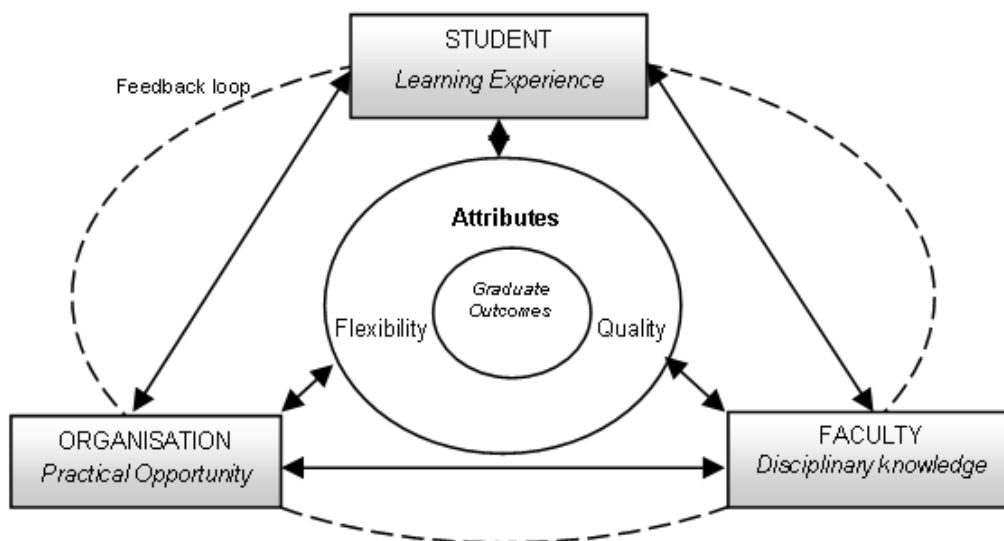 STUDENT
Learning Experience
Feedback loop
Attributes
Graduate
Outcomes
Flexibility
Quality
ORGANISATION
Practical Opportunity
FACULTY
Disciplinary knowledge